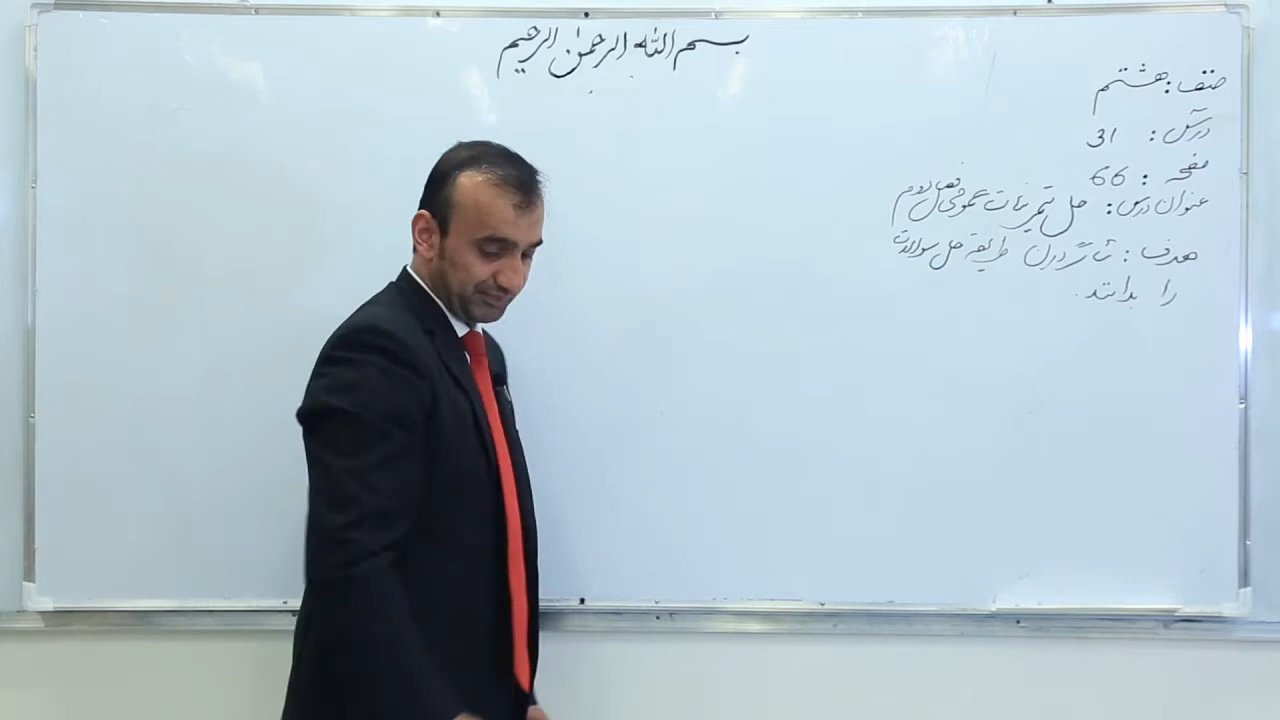 بسم الله الرحمن الرحیم
صنف: هشتم
درس: 31
صفحه: 66
عنوان درس: حل تمرینات عمومی فصل دوم
هدف: شاگردان طریقه حل سوالات
را بدانند.